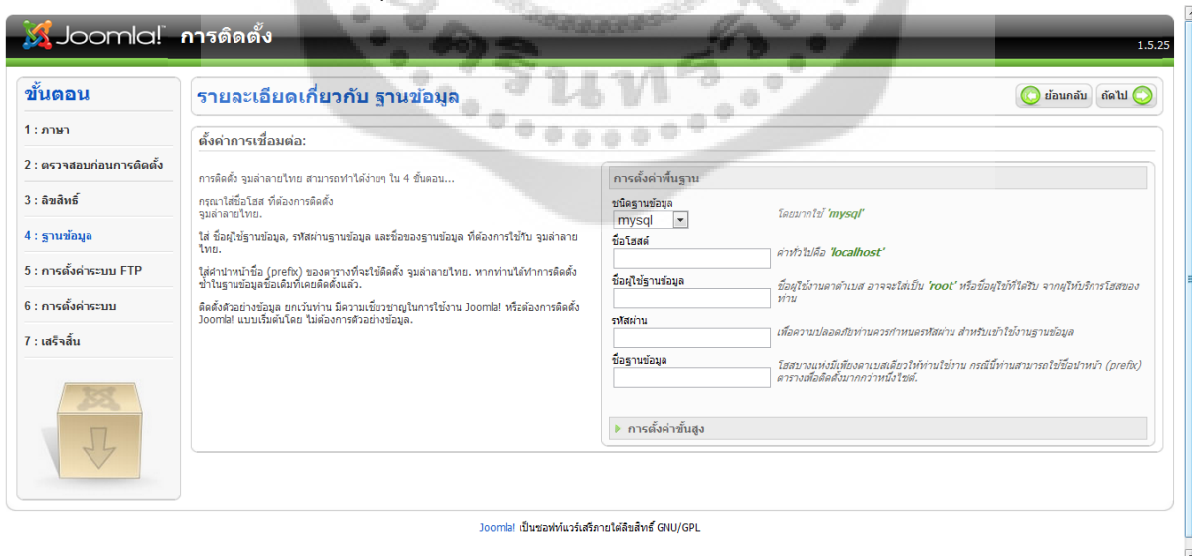 Joomla! การติดตั้ง
1.5.25
ขั้นตอน
1 : ภาษา
2 : ตรวจสอบก่อนการติดตั้ง
3 : ลิขสิทธิ์
4 : ฐานข้อมูล
5 : การตั้งค่าระบบ FTP
6 : การตั้งค่าระบบ
7 : เสร็จสิ้น
รายละเอียดเกี่ยวกับ ฐานข้อมูล
ย้อนกลับ
ถัดไป
ตั้งค่าการเชื่อมต่อ:
การติดตั้ง จูมล่าลายไทย สามารถทำได้ง่ายๆ ใน 4 ขั้นตอน...
กรุณาใส่ชื่อโฮส ที่ต้องการติดตั้ง
จูมล่าลายไทย.
ใส่ ชื่อผู้ใช้ฐานข้อมูล, รหัสผ่านฐานข้อมูล และชื่อของฐานข้อมูล ที่ต้องการใช้กับ จูมล่าลาย
ไทย.
ใส่คำนำหน้าชื่อ (prefix) ของตารางที่จะใช้ติดตั้ง จูมล่าลายไทย. หากท่านได้ทำการติดตั้ง
ซ้ำในฐานข้อมูลชื่อเดิมที่เคยติดตั้งแล้ว.
ติดตั้งตัวอย่างข้อมูล ยกเว้นท่าน มีความเชี่ยวชาญในการใช้งาน Joomla! หรือต้องการติดตั้ง
Joomla! แบบเริ่มต้นโดย ไม่ต้องการตัวอย่างข้อมูล.
การตั้งค่าพื้นฐาน
ชนิดฐานข้อมูล
mysql
โดยมากใช้ 'mysql'
ชื่อโฮสต์
ค่าทั่วไปคือ 'localhost'
ชื่อผู้ใช้ฐานข้อมูล
ชื่อผู้ใช้งานดาต้าเบส อาจจะใส่เป็น 'root' หรือชื่อผู้ใช้ที่ได้รับ จากผู้ให้บริการโฮสของ
ท่าน
รหัสผ่าน
เพื่อความปลอดภัยท่านควรกำหนดรหัสผ่าน สำหรับเข้าใช้งานฐานข้อมูล
ชื่อฐานข้อมูล
โฮสบางแห่งมีเพียงดาเบสเดียวให้ท่านใช้งาน กรณีนี้ท่านสามารถใช้ชื่อนำหน้า (prefix)
ตารางเพื่อติดตั้งมากกว่าหนึ่งไซต์.
การตั้งค่าขั้นสูง
Joomla! เป็นซอฟท์แวร์เสรีภายใต้ลิขสิทธิ์ GNU/GPL